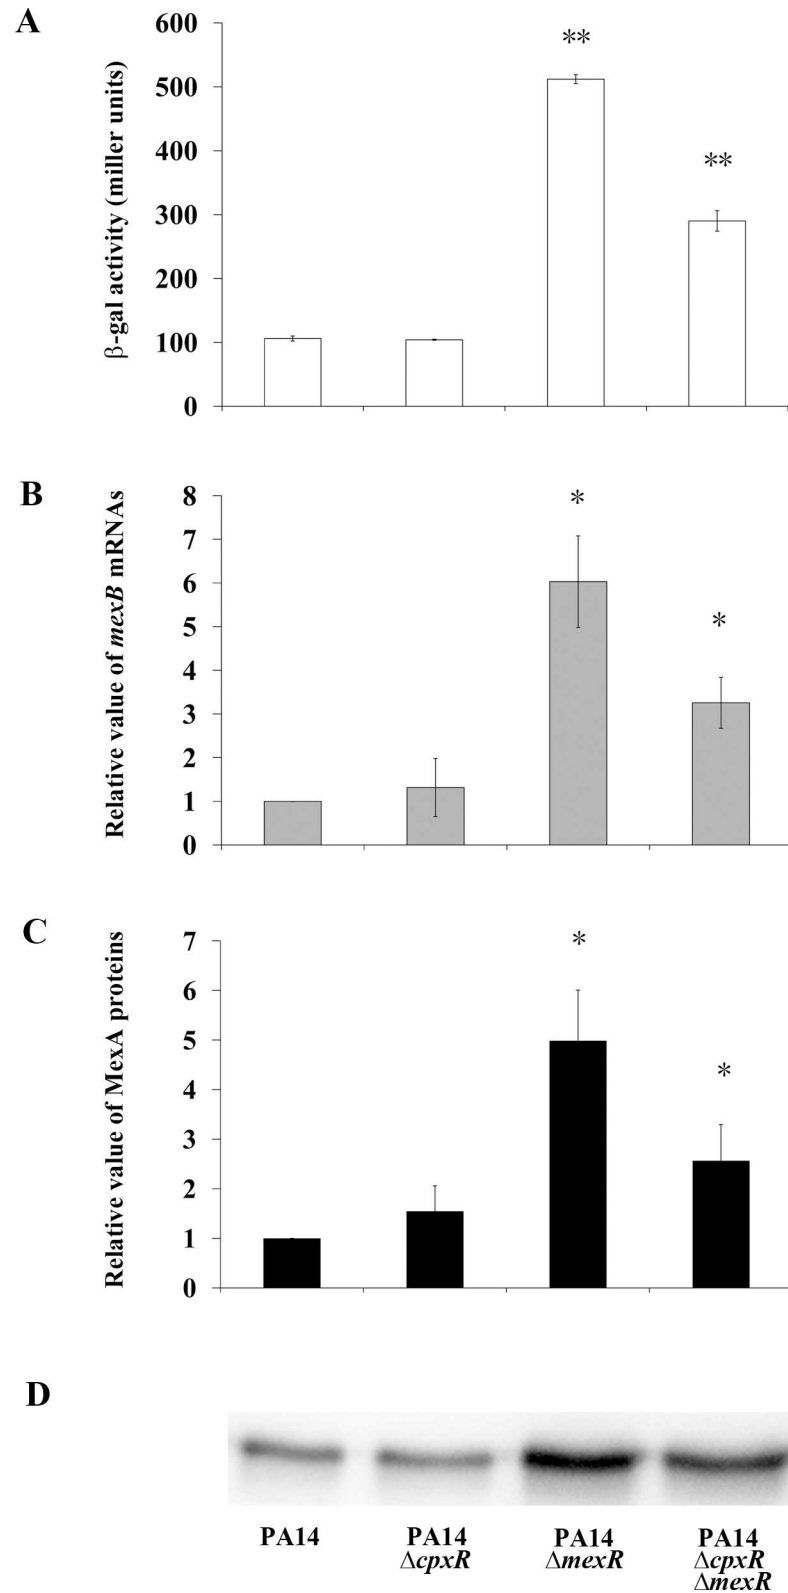 A
β-gal activity (miller units)
600
500
400
300
200
100
0
**
**
B
Relative value of mexB mRNAs
8
7
6
5
4
3
2
1
0
*
*
C
Relative value of MexA proteins
7
6
5
4
3
2
1
0
*
*
D
PA14
PA14
ΔcpxR
PA14
ΔmexR
PA14
ΔcpxR
ΔmexR